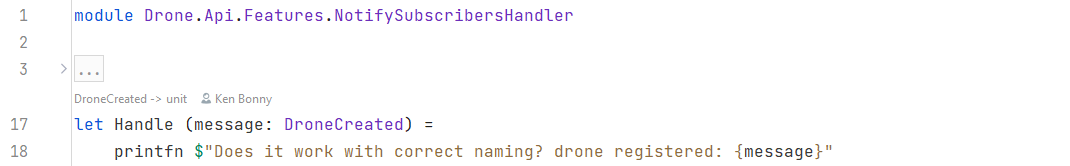 1 module Drone.Api.Features.NotifySubscribersHandler
2
3 > ...
DroneCreated -> unit Ken Bonny
17 let Handle (message: DroneCreated) =
18 printfn $"Does it work with correct naming? drone registered: {message}"